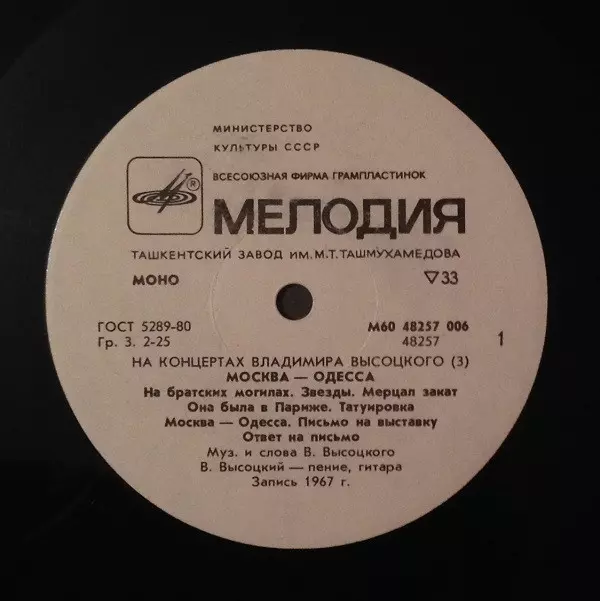 МИНИСТЕРСТВО
КУЛЬТУРЫ СССР
ВСЕСОЮЗНАЯ ФИРМА ГРАМПЛАСТИНОК
®
МЕЛОДИЯ
ТАШКЕНТСКИЙ ЗАВОД ИМ. М. Т. ТАШМУХАМЕДОВА
МОНО ▽33
ГОСТ 5289-80 М60 48257 006
Гр. 3. 2-25 48257 1
НА КОНЦЕРТАХ ВЛАДИМИРА ВЫСОЦКОГО (3)
МОСКВА — ОДЕССА
На братских могилах. Звезды. Мерцал закат
Она была в Париже. Татуировка
Москва — Одесса. Письмо на выставку
Ответ на письмо
Муз. и слова В. Высоцкого
В. Высоцкий — пение, гитара
Запись 1967 г.